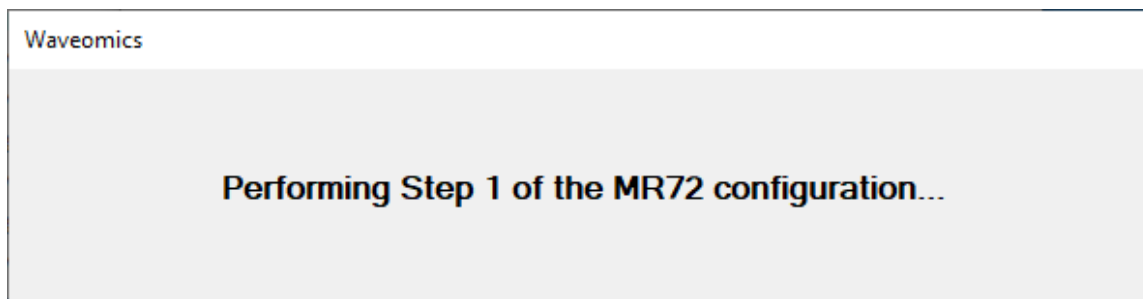 Waveomics
Performing Step 1 of the MR72 configuration...